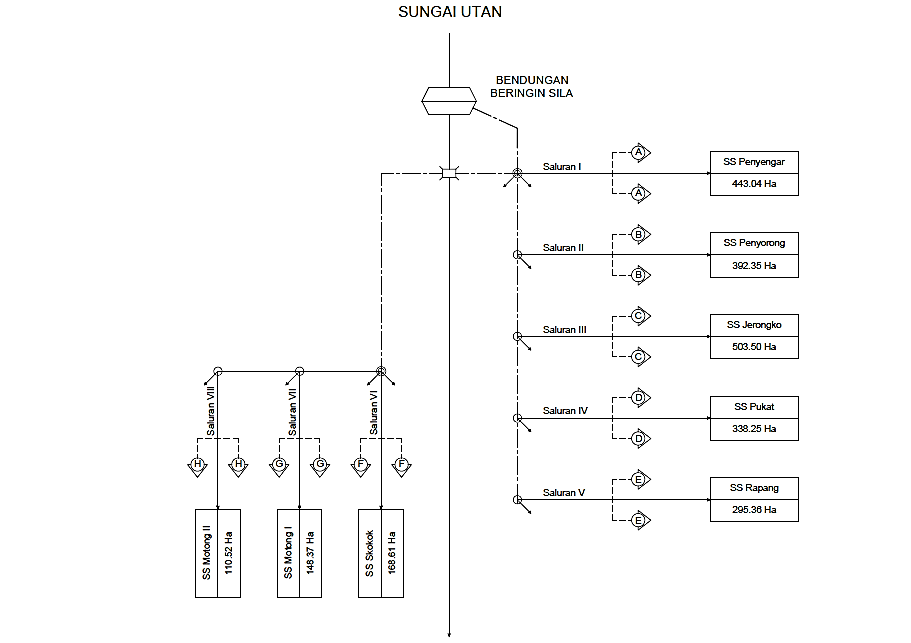 SUNGAI UTAN
BENDUNGAN
BERINGIN SILA
Saluran I
A
A
SS Penyengar
443.04 Ha
Saluran II
B
B
SS Penyorong
392.35 Ha
Saluran III
C
C
SS Jerongko
503.50 Ha
Saluran IV
D
D
SS Pukat
338.25 Ha
Saluran V
E
E
SS Rapang
295.36 Ha
Saluran VIII
H
H
SS Motong II
110.52 Ha
Saluran VII
G
G
SS Motong I
148.37 Ha
Saluran VI
F
F
SS Skokok
168.61 Ha